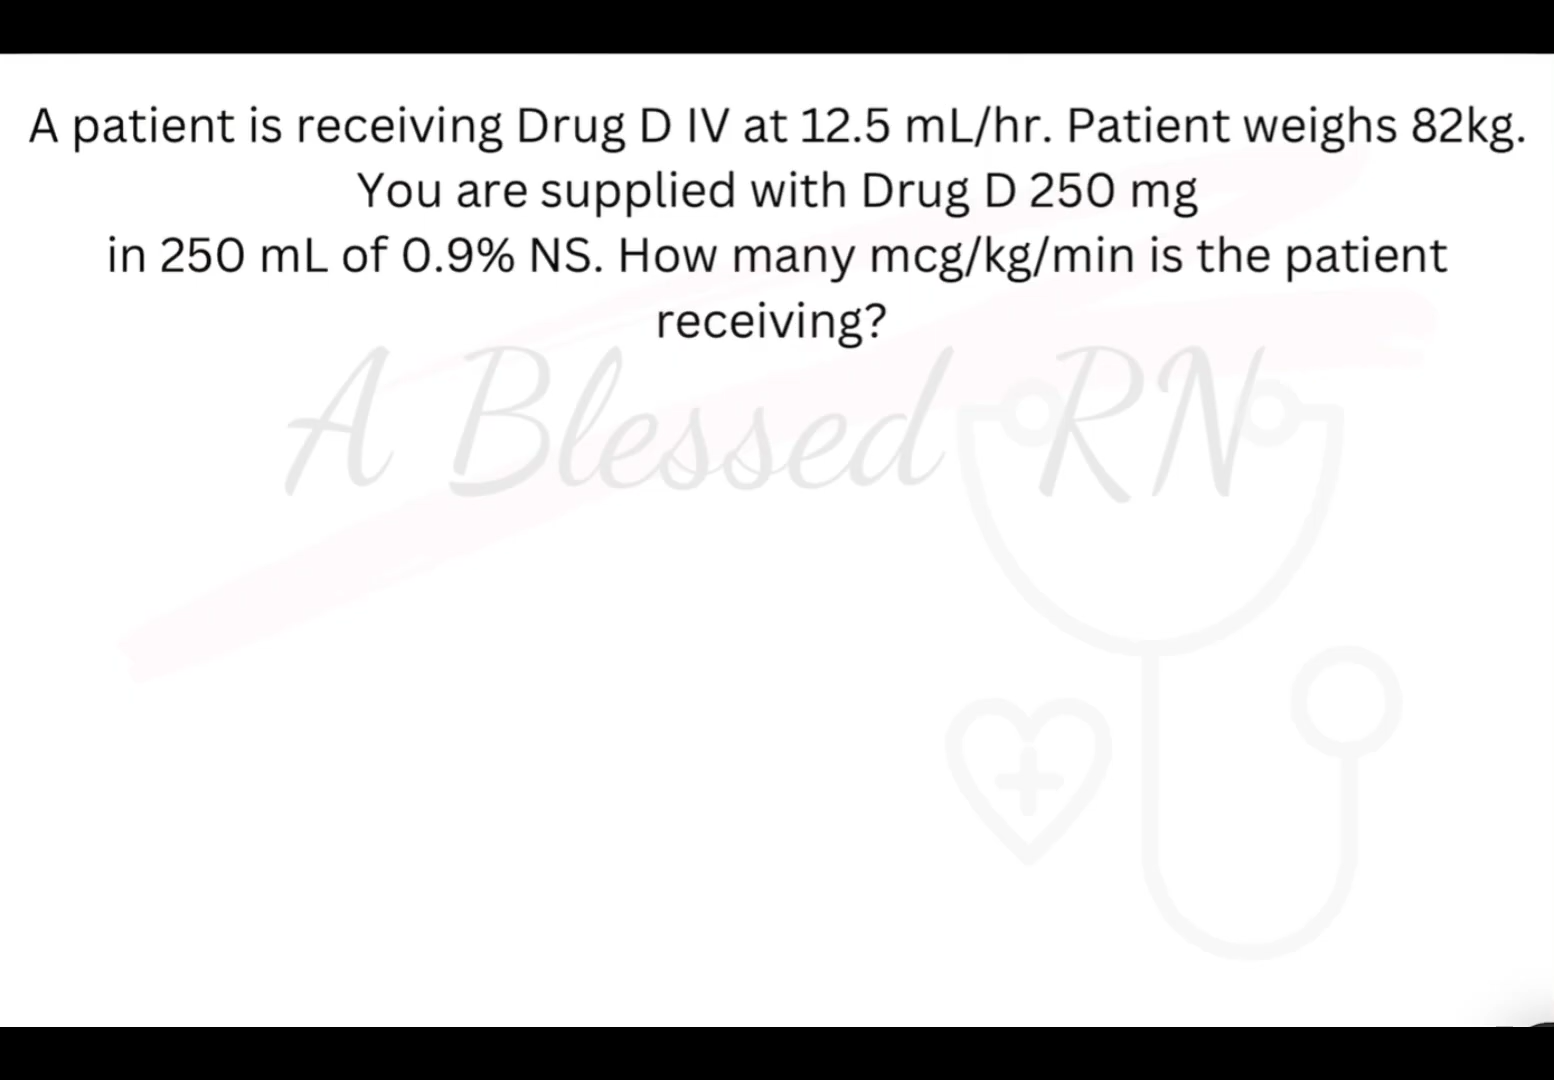 A patient is receiving Drug D IV at 12.5 mL/hr. Patient weighs 82kg.
You are supplied with Drug D 250 mg
in 250 mL of 0.9% NS. How many mcg/kg/min is the patient
receiving?
A Blessed RN